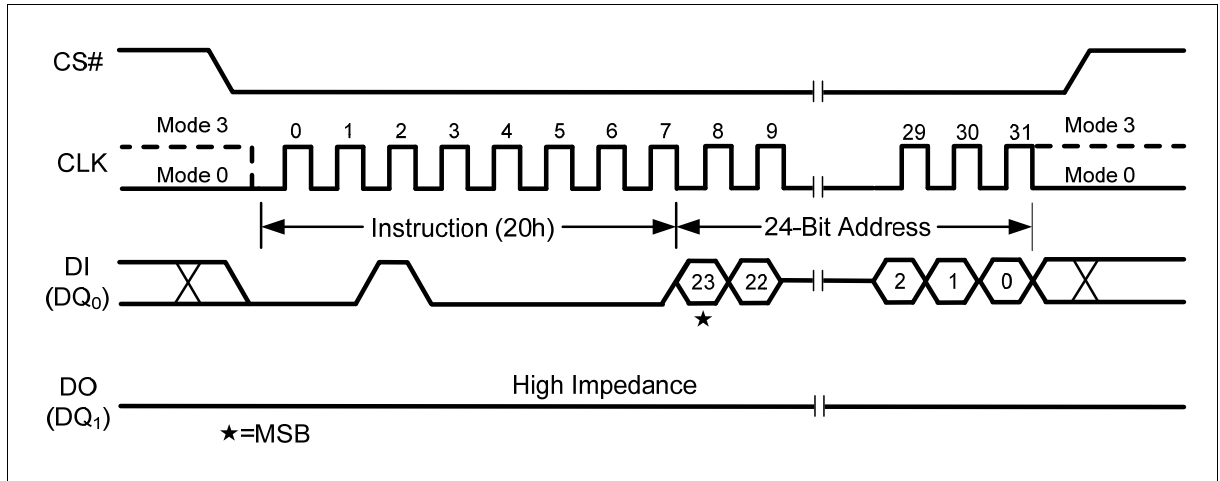 CS#
Mode 3 0 1 2 3 4 5 6 7 8 9 29 30 31 Mode 3
CLK
Mode 0 Mode 0
Instruction (20h) 24-Bit Address
DI
(DQ0) 23 22 2 1 0
★
DO High Impedance
(DQ1)
★=MSB